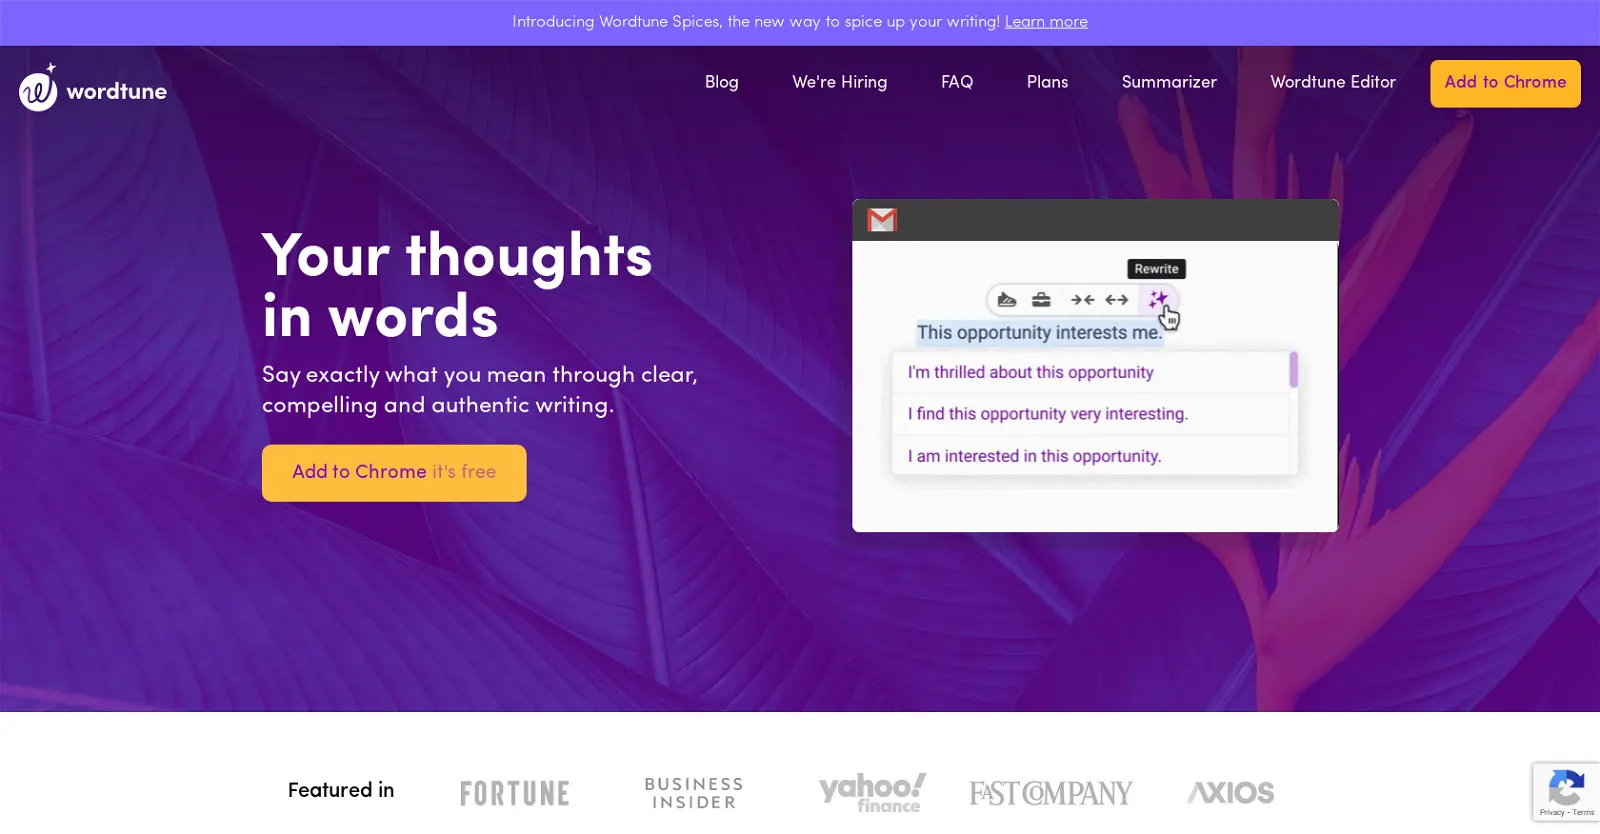 Introducing Wordtune Spices, the new way to spice up your writing! Learn more
wordtune
Blog
We're Hiring
FAQ
Plans
Summarizer
Wordtune Editor
Add to Chrome
Your thoughts
in words
Say exactly what you mean through clear,
compelling and authentic writing.
Add to Chrome it's free
Rewrite
This opportunity interests me.
I'm thrilled about this opportunity
I find this opportunity very interesting.
I am interested in this opportunity.
Featured in
FORTUNE
BUSINESS
INSIDER
yahoo!
finance
FAST COMPANY
AXIOS
Privacy - Terms